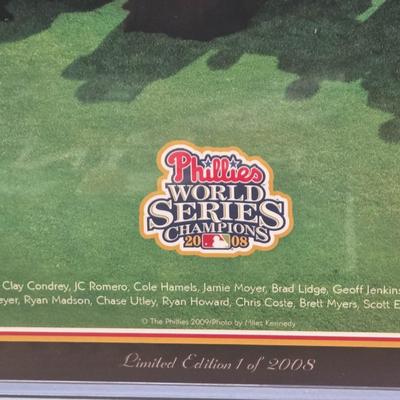 Phillies
WORLD
SERIES
CHAMPIONS
2008
Clay Condrey, JC Romero, Cole Hamels, Jamie Moyer, Brad Lidge, Geoff Jenkins
eyer, Ryan Madson, Chase Utley, Ryan Howard, Chris Coste, Brett Myers, Scott E
© The Phillies 2009/Photo by Miles Kennedy
Limited Edition 1 of 2008